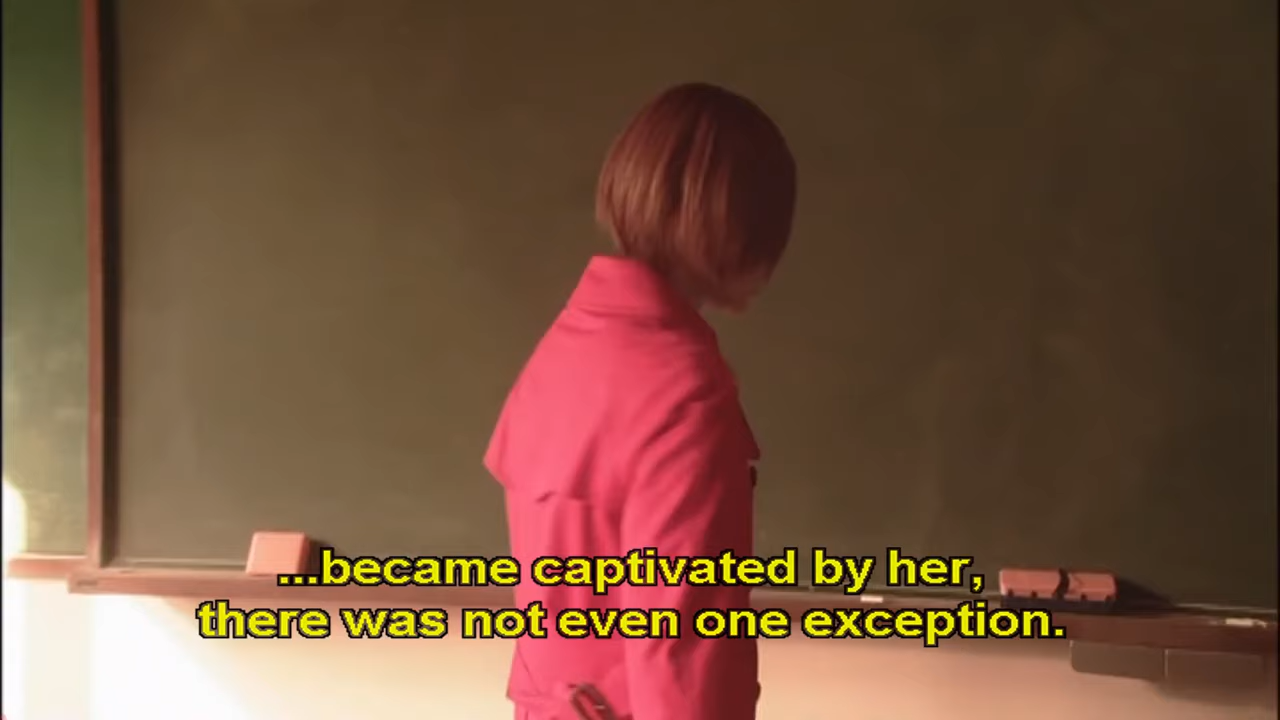 ...became captivated by her,
there was not even one exception.